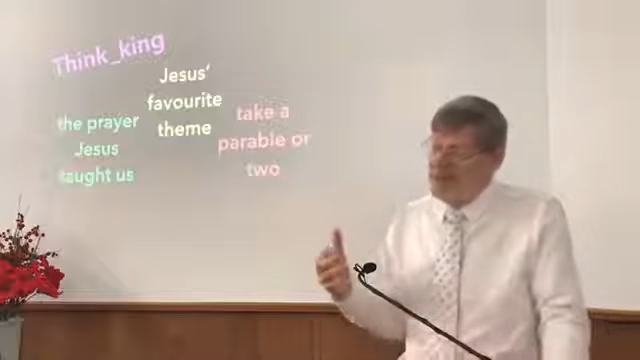 Think_king
Jesus'
favourite
theme
the prayer
Jesus
taught us
take a
parable or
two